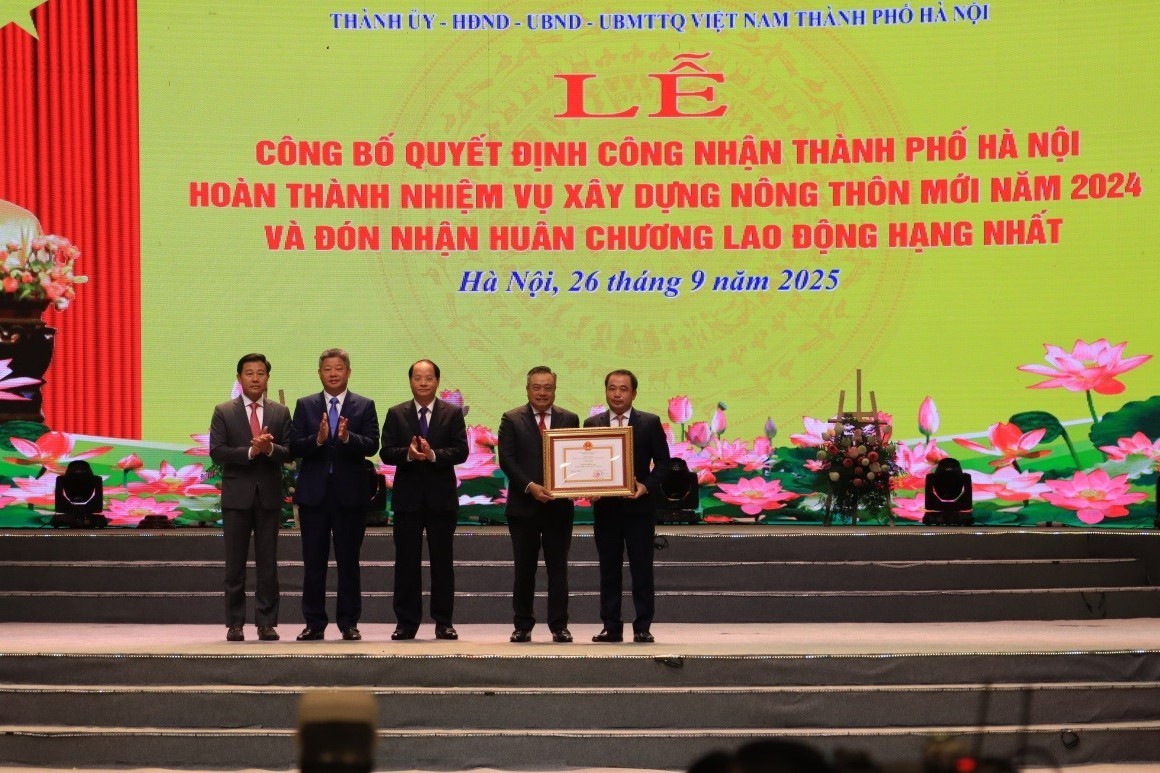 THÀNH ỦY - HĐND - UBND - UBMTTQ VIỆT NAM THÀNH PHỐ HÀ NỘI
LỄ
CÔNG BỐ QUYẾT ĐỊNH CÔNG NHẬN THÀNH PHỐ HÀ NỘI
HOÀN THÀNH NHIỆM VỤ XÂY DỰNG NÔNG THÔN MỚI NĂM 2024
VÀ ĐÓN NHẬN HUÂN CHƯƠNG LAO ĐỘNG HẠNG NHẤT
Hà Nội, 26 tháng 9 năm 2025